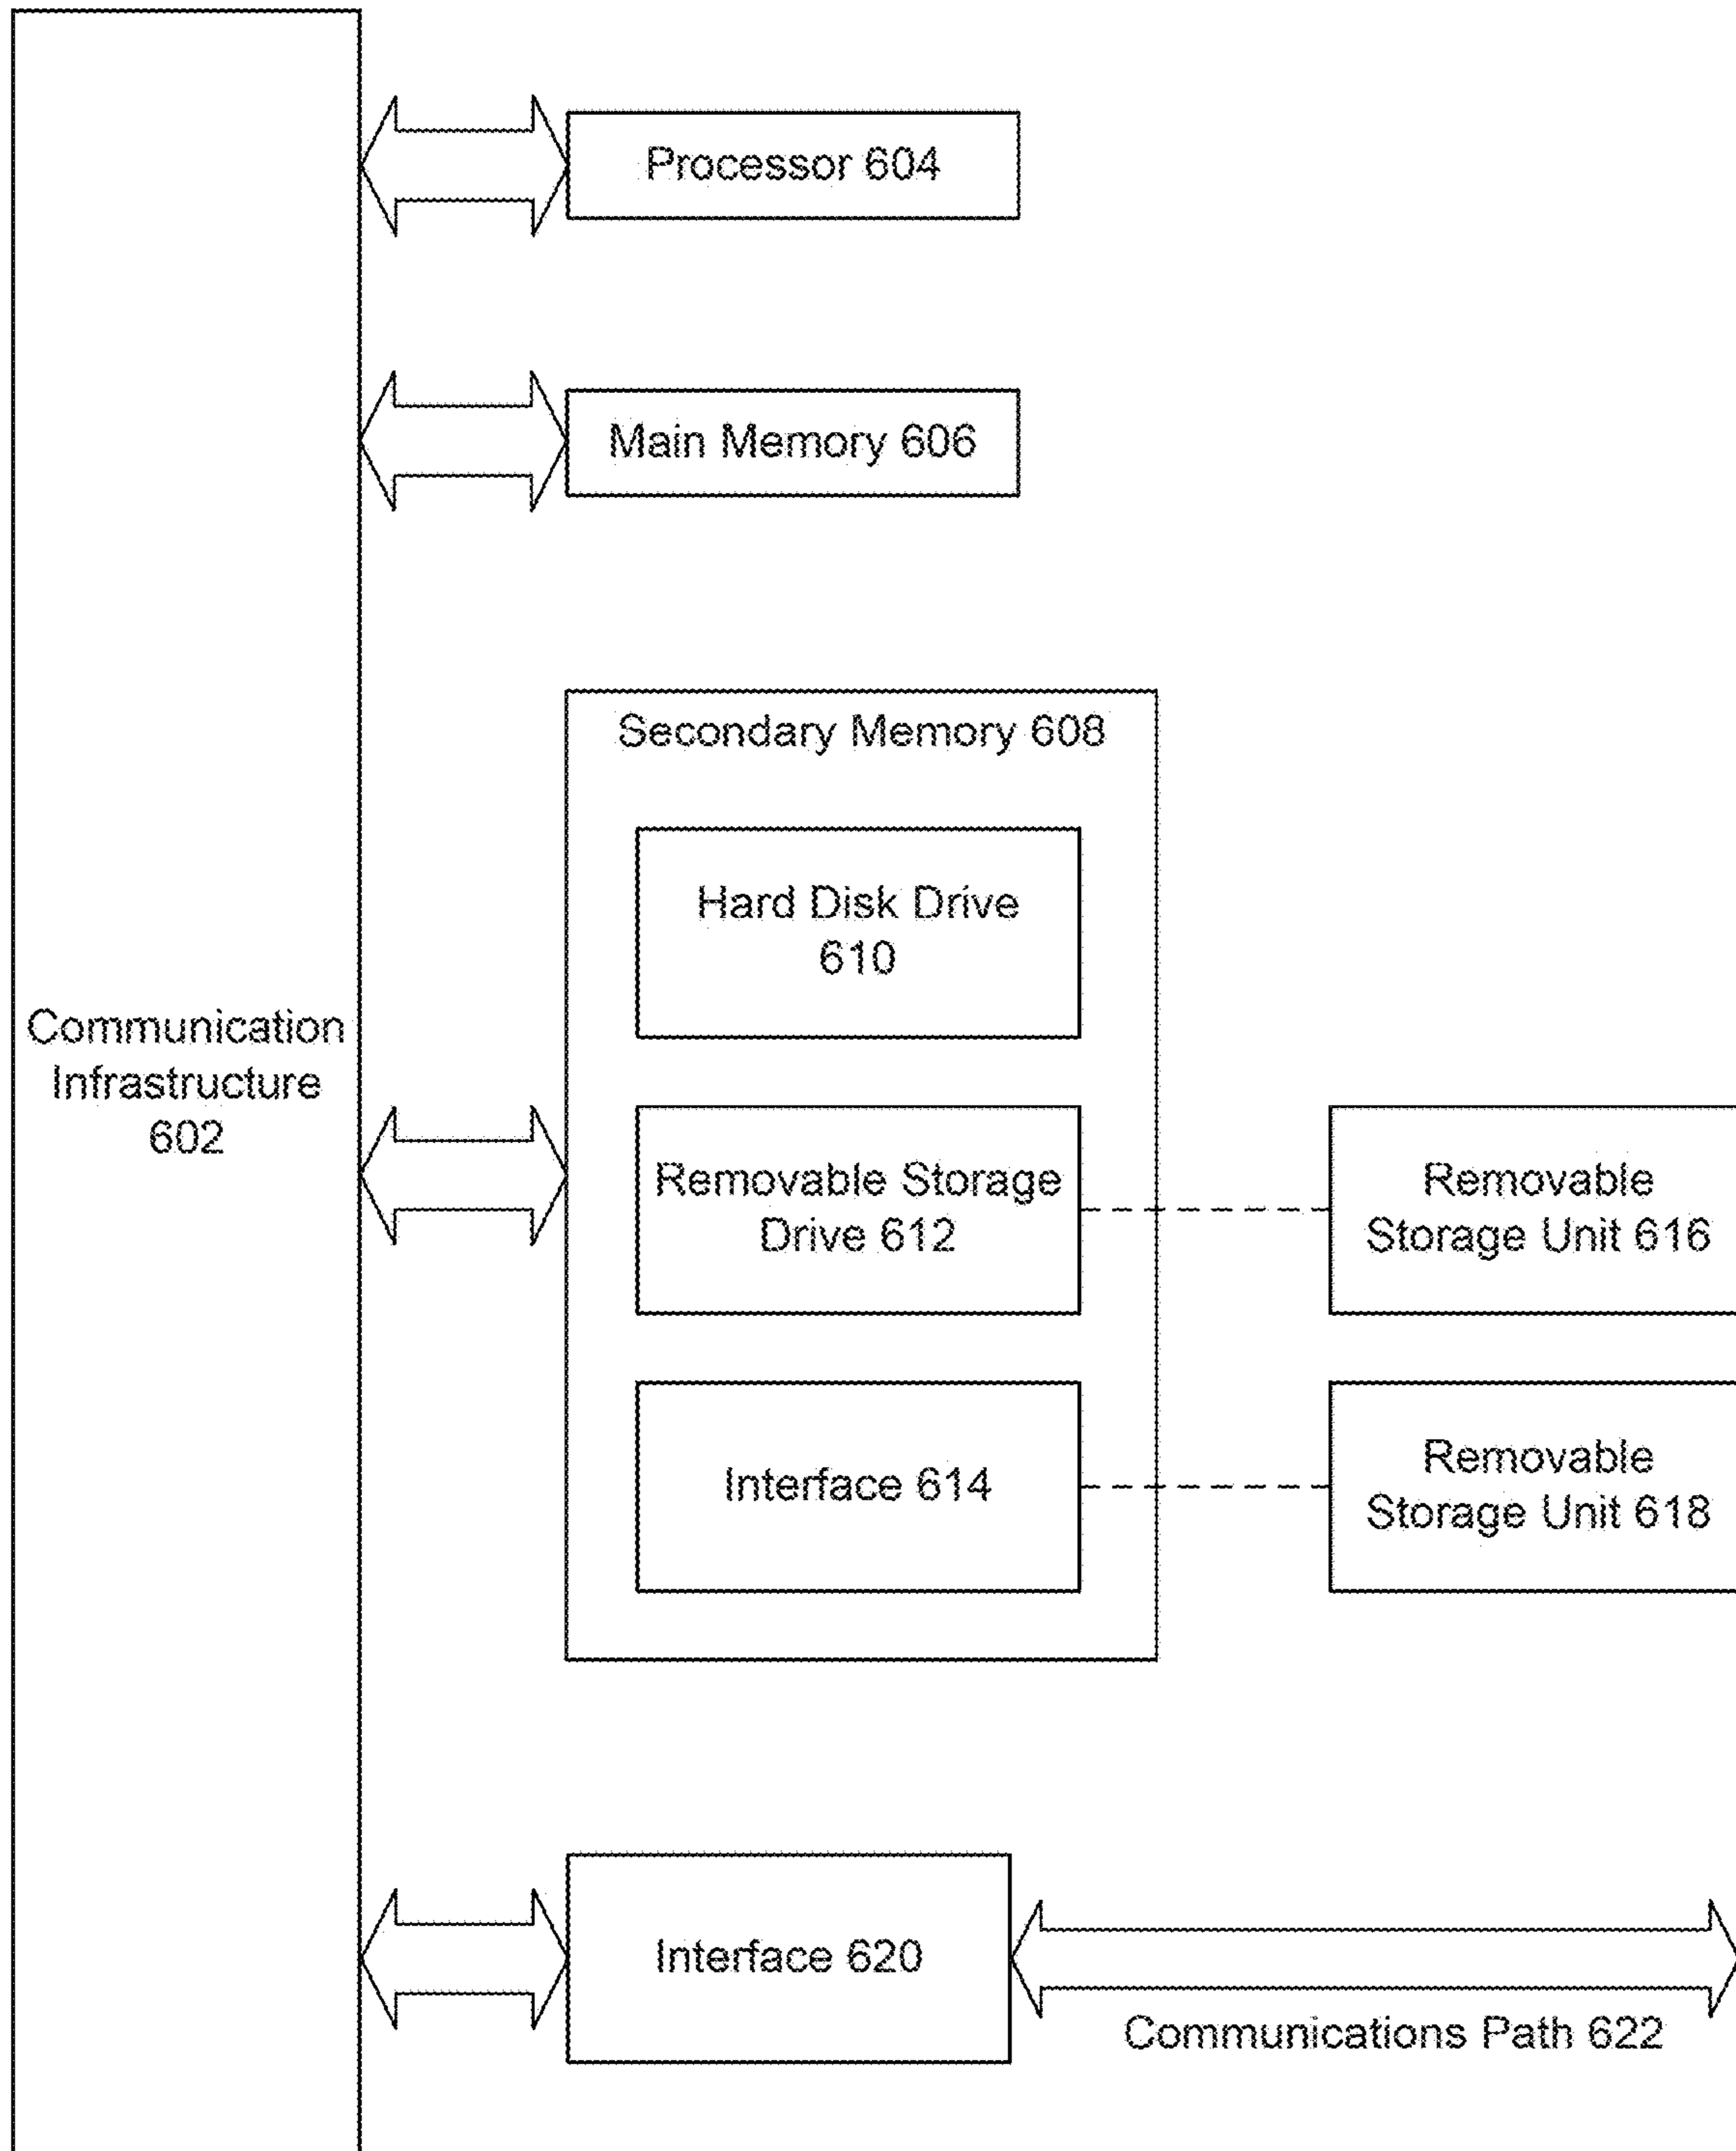 Processor 604
Main Memory 606
Secondary Memory 608
Hard Disk Drive
610
Communication
Infrastructure
602
Removable Storage
Drive 612
Removable
Storage Unit 616
Interface 614
Removable
Storage Unit 618
Interface 620
Communications Path 622